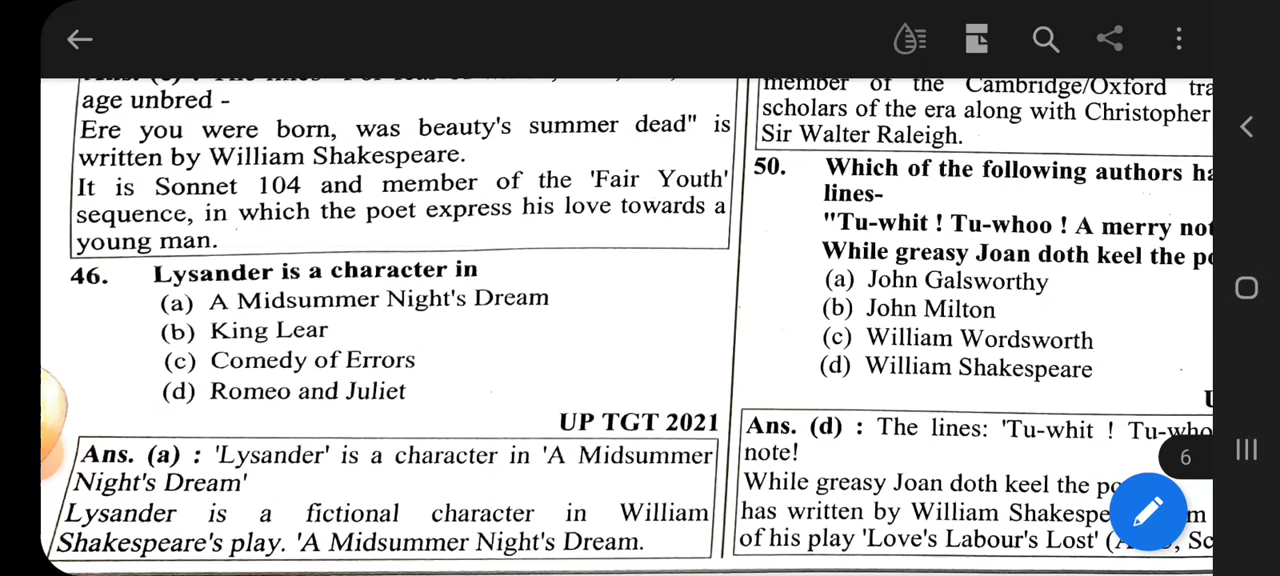 age unbred -
Ere you were born, was beauty's summer dead" is
written by William Shakespeare.
It is Sonnet 104 and member of the 'Fair Youth'
sequence, in which the poet express his love towards a
young man.
46. Lysander is a character in
(a) A Midsummer Night's Dream
(b) King Lear
(c) Comedy of Errors
(d) Romeo and Juliet
UP TGT 2021
Ans. (a) : 'Lysander' is a character in 'A Midsummer
Night's Dream'
Lysander is a fictional character in William
Shakespeare's play. 'A Midsummer Night's Dream.
member of the Cambridge/Oxford
scholars of the era along with Christopher
Sir Walter Raleigh.
50. Which of the following authors
lines-
"Tu-whit ! Tu-whoo ! A merry
While greasy Joan doth keel the
(a) John Galsworthy
(b) John Milton
(c) William Wordsworth
(d) William Shakespeare
Ans. (d) : The lines: 'Tu-whit !
note!
While greasy Joan doth keel the
has written by William
of his play 'Love's Labour's Lost'
6